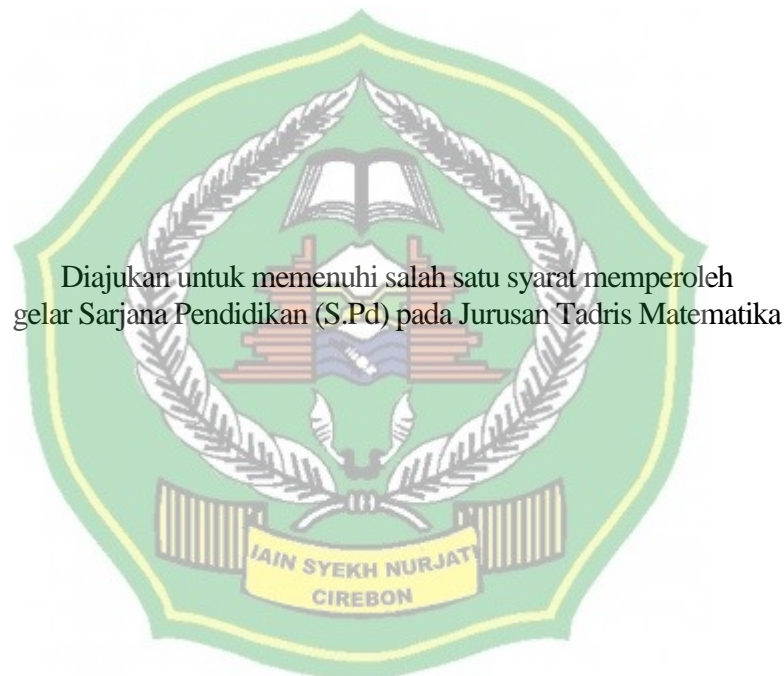 Diajukan untuk memenuhi salah satu syarat memperoleh
gelar Sarjana Pendidikan (S.Pd) pada Jurusan Tadris Matematika
IAIN SYEKH NURJATI
CIREBON